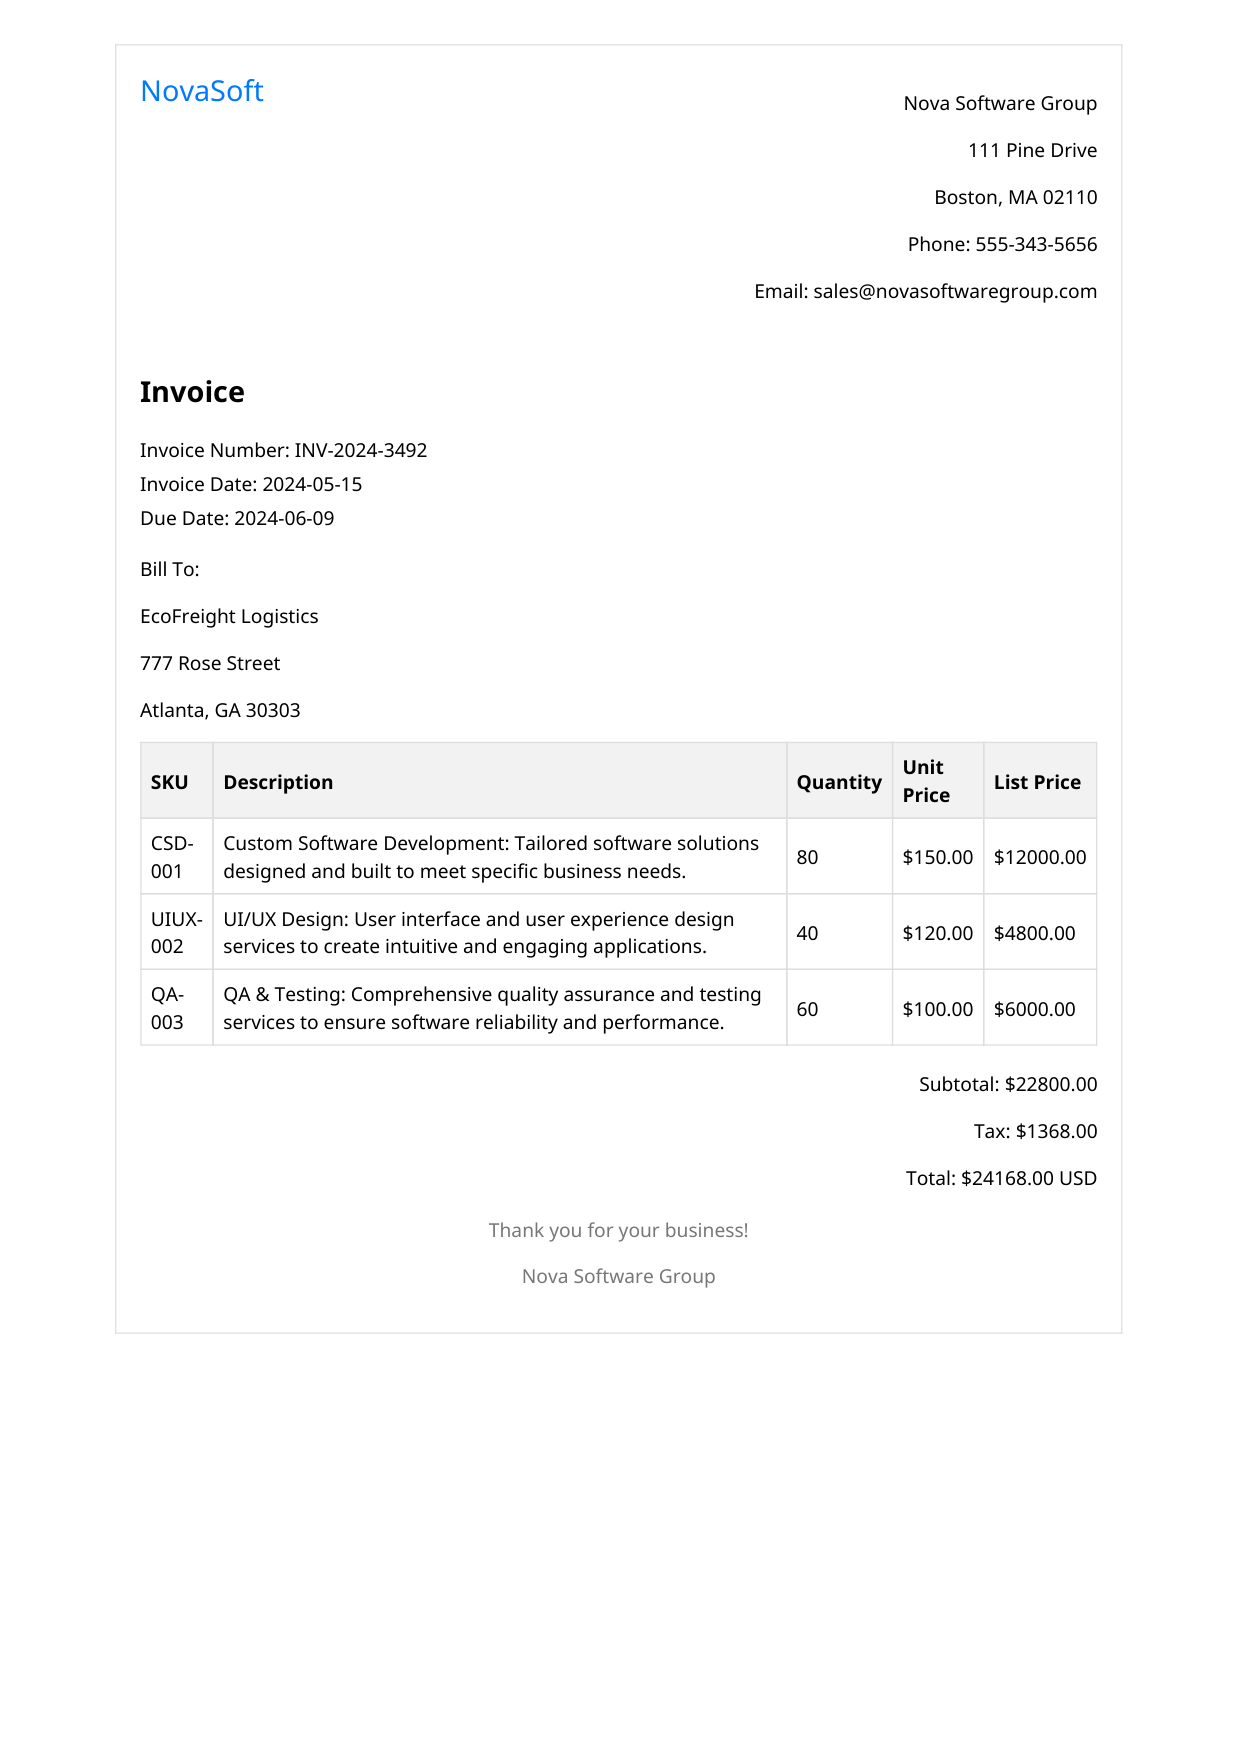 NovaSoft
Nova Software Group
111 Pine Drive
Boston, MA 02110
Phone: 555-343-5656
Email: sales@novasoftwaregroup.com
Invoice
Invoice Number: INV-2024-3492
Invoice Date: 2024-05-15
Due Date: 2024-06-09
Bill To:
EcoFreight Logistics
777 Rose Street
Atlanta, GA 30303
SKU Description Quantity Unit Price List Price
CSD-001 Custom Software Development: Tailored software solutions designed and built to meet specific business needs. 80 $150.00 $12000.00
UIUX-002 UI/UX Design: User interface and user experience design services to create intuitive and engaging applications. 40 $120.00 $4800.00
QA-003 QA & Testing: Comprehensive quality assurance and testing services to ensure software reliability and performance. 60 $100.00 $6000.00
Subtotal: $22800.00
Tax: $1368.00
Total: $24168.00 USD
Thank you for your business!
Nova Software Group